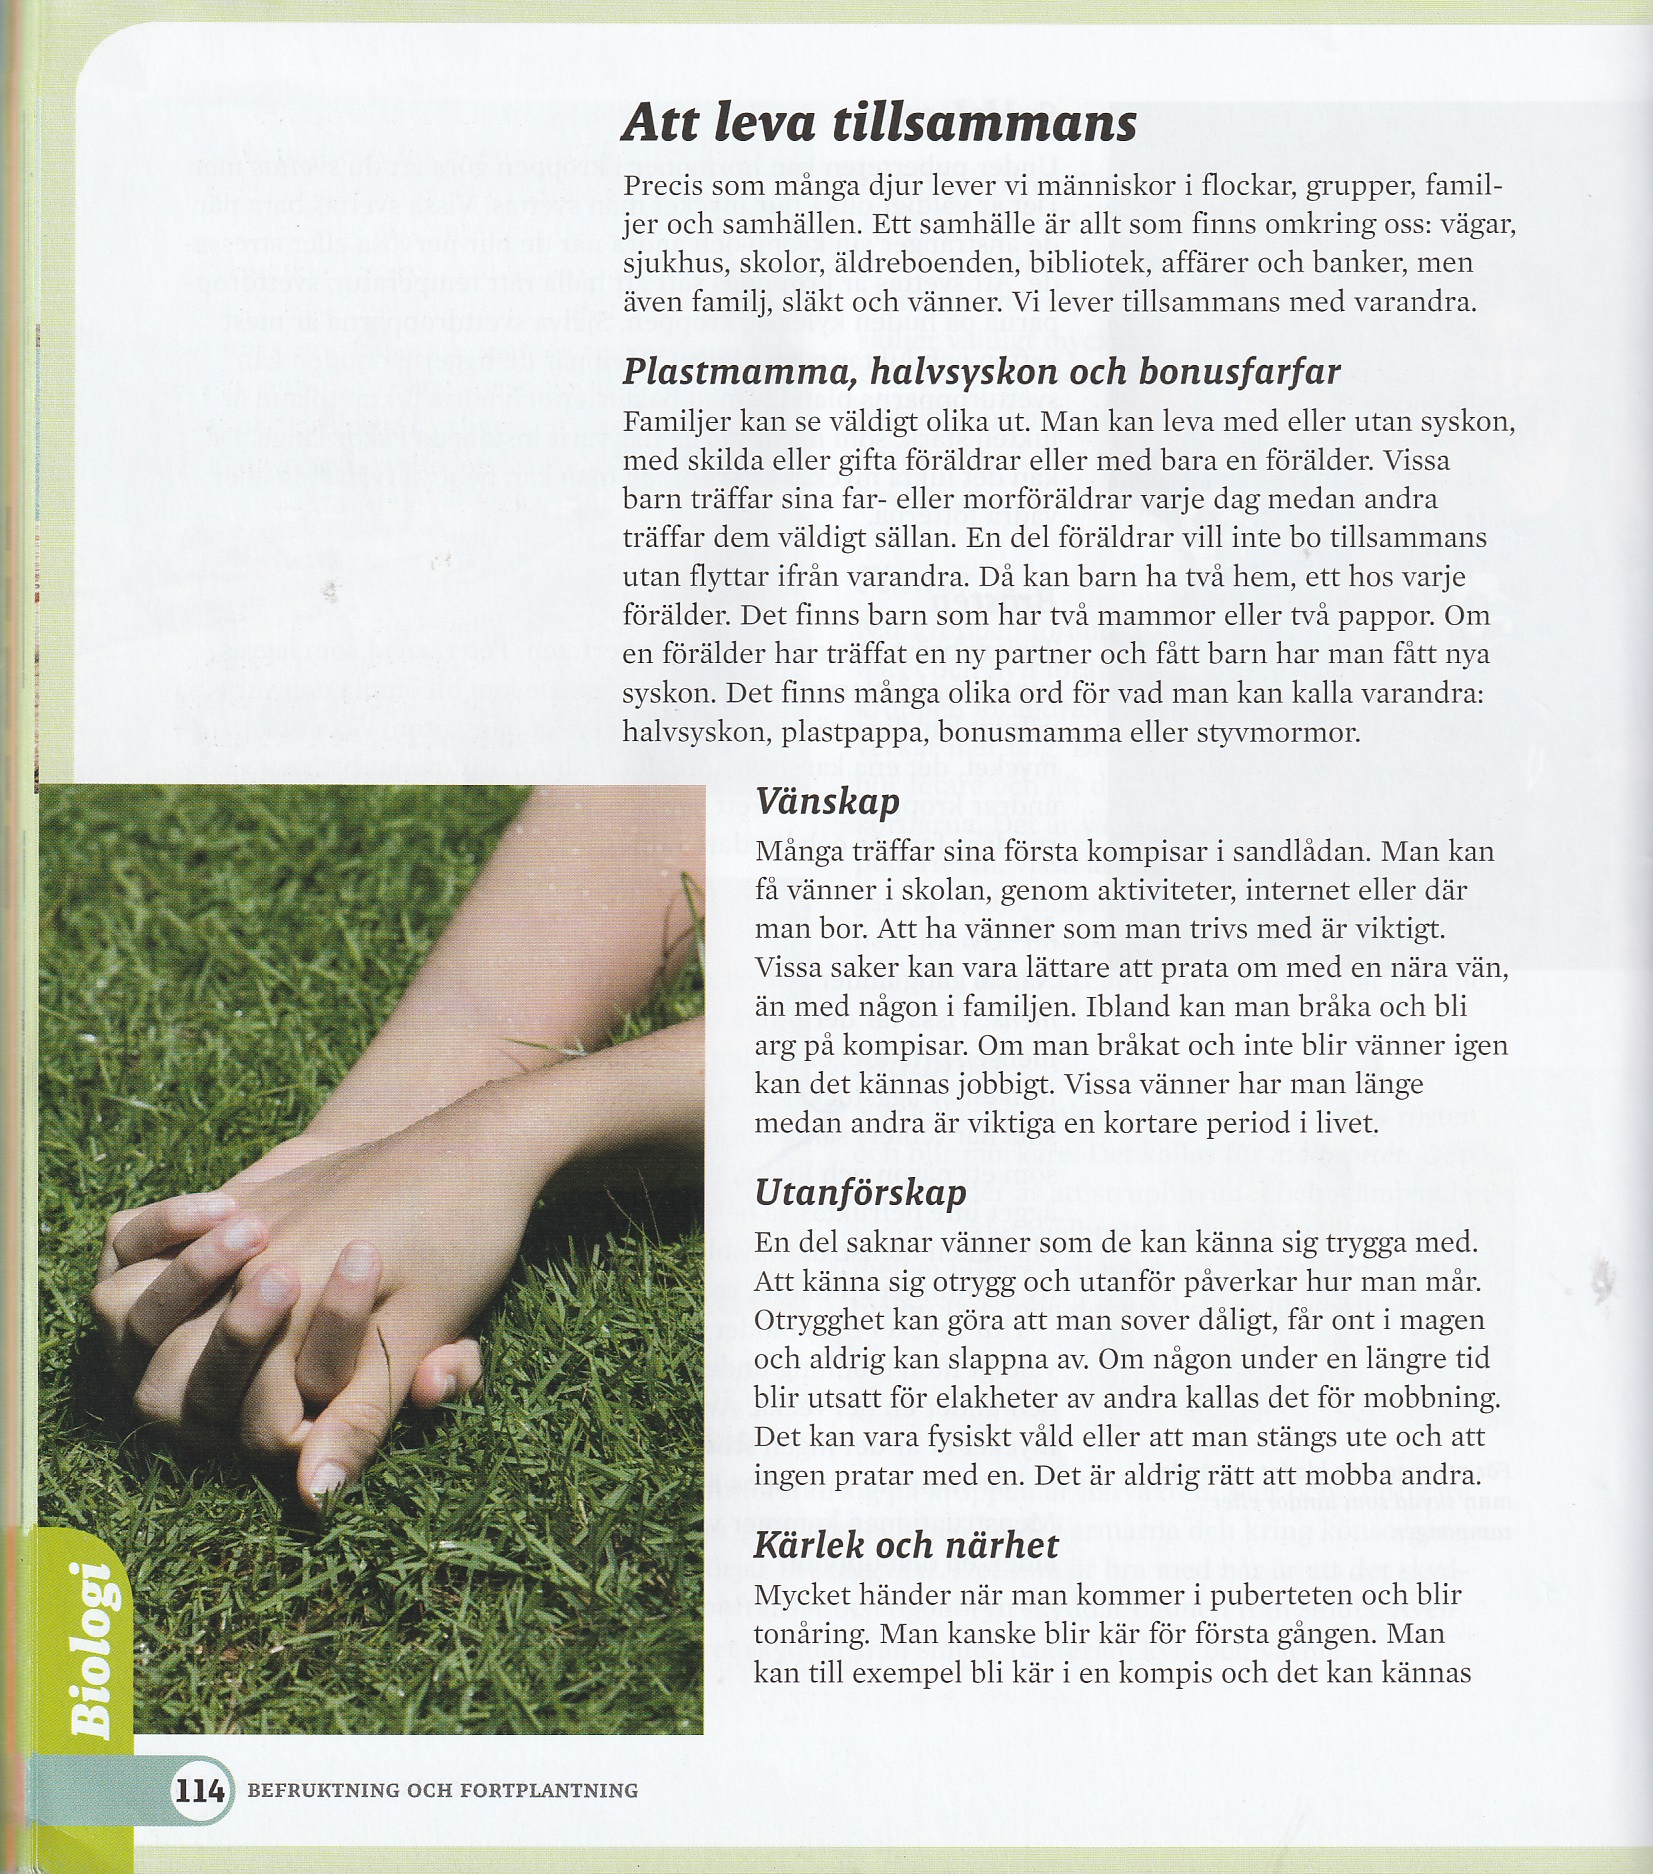 Att leva tillsammans
Precis som många djur lever vi människor i flockar, grupper, famil-
jer och samhällen. Ett samhälle är allt som finns omkring oss: vägar,
sjukhus, skolor, äldreboenden, bibliotek, affärer och banker, men
även familj, släkt och vänner. Vi lever tillsammans med varandra.
Plastmamma, halvsyskon och bonusfarfar
Familjer kan se väldigt olika ut. Man kan leva med eller utan syskon,
med skilda eller gifta föräldrar eller med bara en förälder. Vissa
barn träffar sina far- eller morföräldrar varje dag medan andra
träffar dem väldigt sällan. En del föräldrar vill inte bo tillsammans
utan flyttar ifrån varandra. Då kan barn ha två hem, ett hos varje
förälder. Det finns barn som har två mammor eller två pappor. Om
en förälder har träffat en ny partner och fått barn har man fått nya
syskon. Det finns många olika ord för vad man kan kalla varandra:
halvsyskon, plastpappa, bonusmamma eller styvmormor.
Vänskap
Många träffar sina första kompisar i sandlådan. Man kan
få vänner i skolan, genom aktiviteter, internet eller där
man bor. Att ha vänner som man trivs med är viktigt.
Vissa saker kan vara lättare att prata om med en nära vän,
än med någon i familjen. Ibland kan man bråka och bli
arg på kompisar. Om man bråkat och inte blir vänner igen
kan det kännas jobbigt. Vissa vänner har man länge
medan andra är viktiga en kortare period i livet.
Utanförskap
En del saknar vänner som de kan känna sig trygga med.
Att känna sig otrygg och utanför påverkar hur man mår.
Otrygghet kan göra att man sover dåligt, får ont i magen
och aldrig kan slappna av. Om någon under en längre tid
blir utsatt för elakheter av andra kallas det för mobbning.
Det kan vara fysiskt våld eller att man stängs ute och att
ingen pratar med en. Det är aldrig rätt att mobba andra.
Kärlek och närhet
Mycket händer när man kommer i puberteten och blir
tonåring. Man kanske blir kär för första gången. Man
kan till exempel bli kär i en kompis och det kan kännas
Biologi
114 BEFRUKTNING OCH FORTPLANTNING